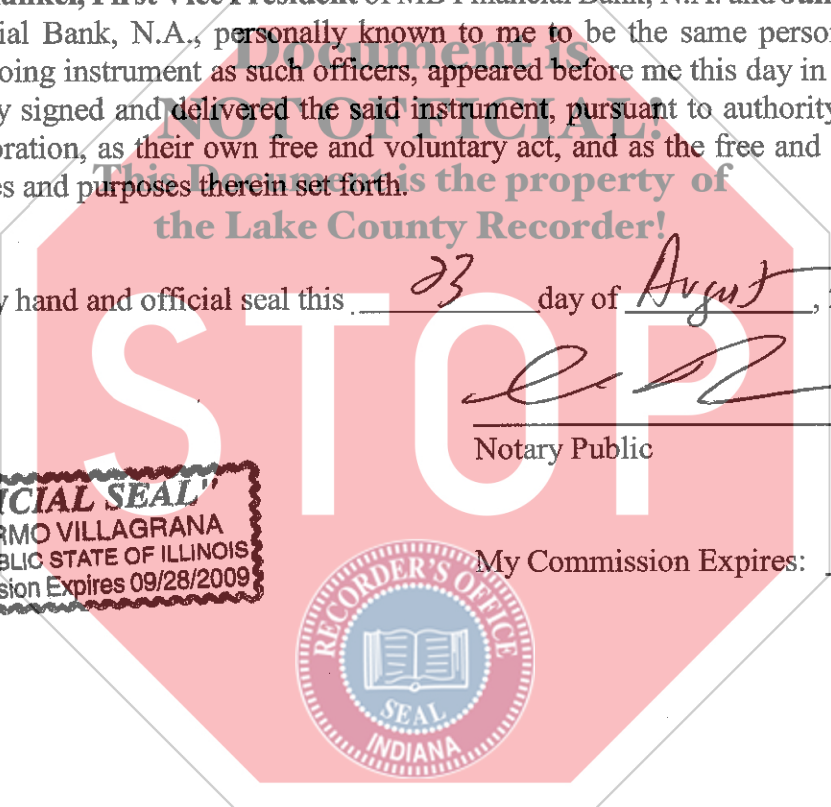 First Vice President of MB Financial Bank, N.A. and
ial Bank, N.A., personally known to me to be the same person
oing instrument as such officers, appeared before me this day in
y signed and delivered the said instrument, pursuant to authority
oration, as their own free and voluntary act, and as the free and
es and purposes therein set forth.
Document is
NOT OFFICIAL!
This Document is the property of
the Lake County Recorder!
y hand and official seal this 23 day of August,
STOP
Notary Public
ICIAL SEAL"
RMO VILLAGRANA
BLIC STATE OF ILLINOIS
sion Expires 09/28/2009
My Commission Expires:
RECORDER'S OFFICE
SEAL
INDIANA